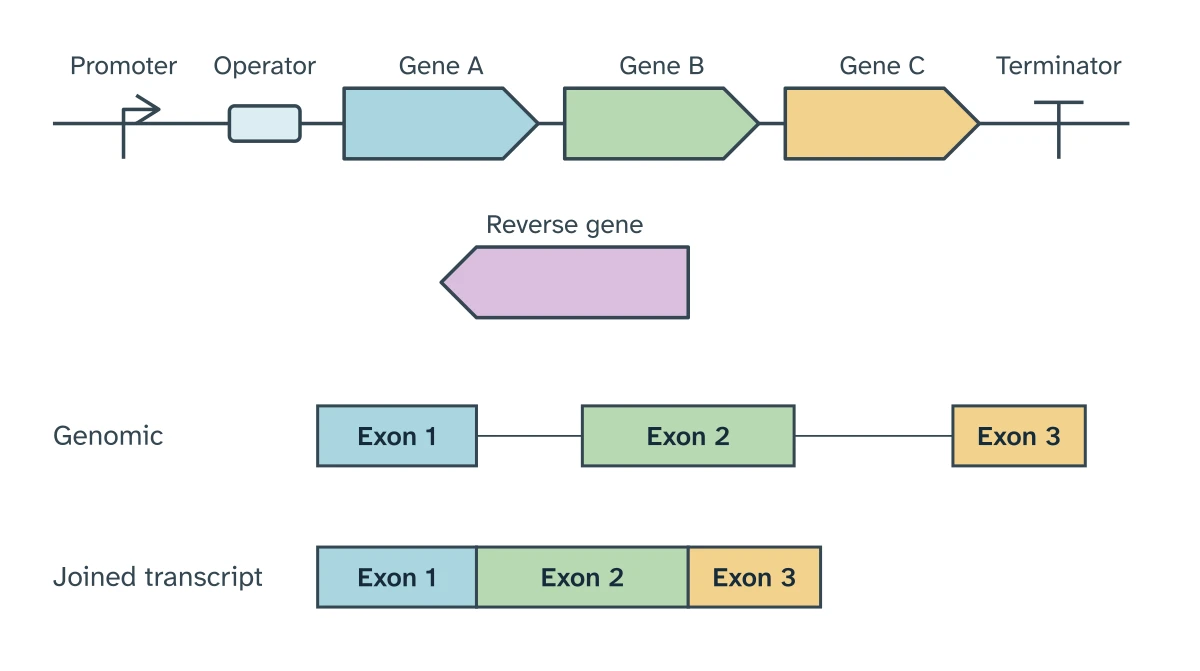 Promoter Operator Gene A Gene B Gene C Terminator
Reverse gene
Genomic Exon 1 Exon 2 Exon 3
Joined transcript Exon 1 Exon 2 Exon 3